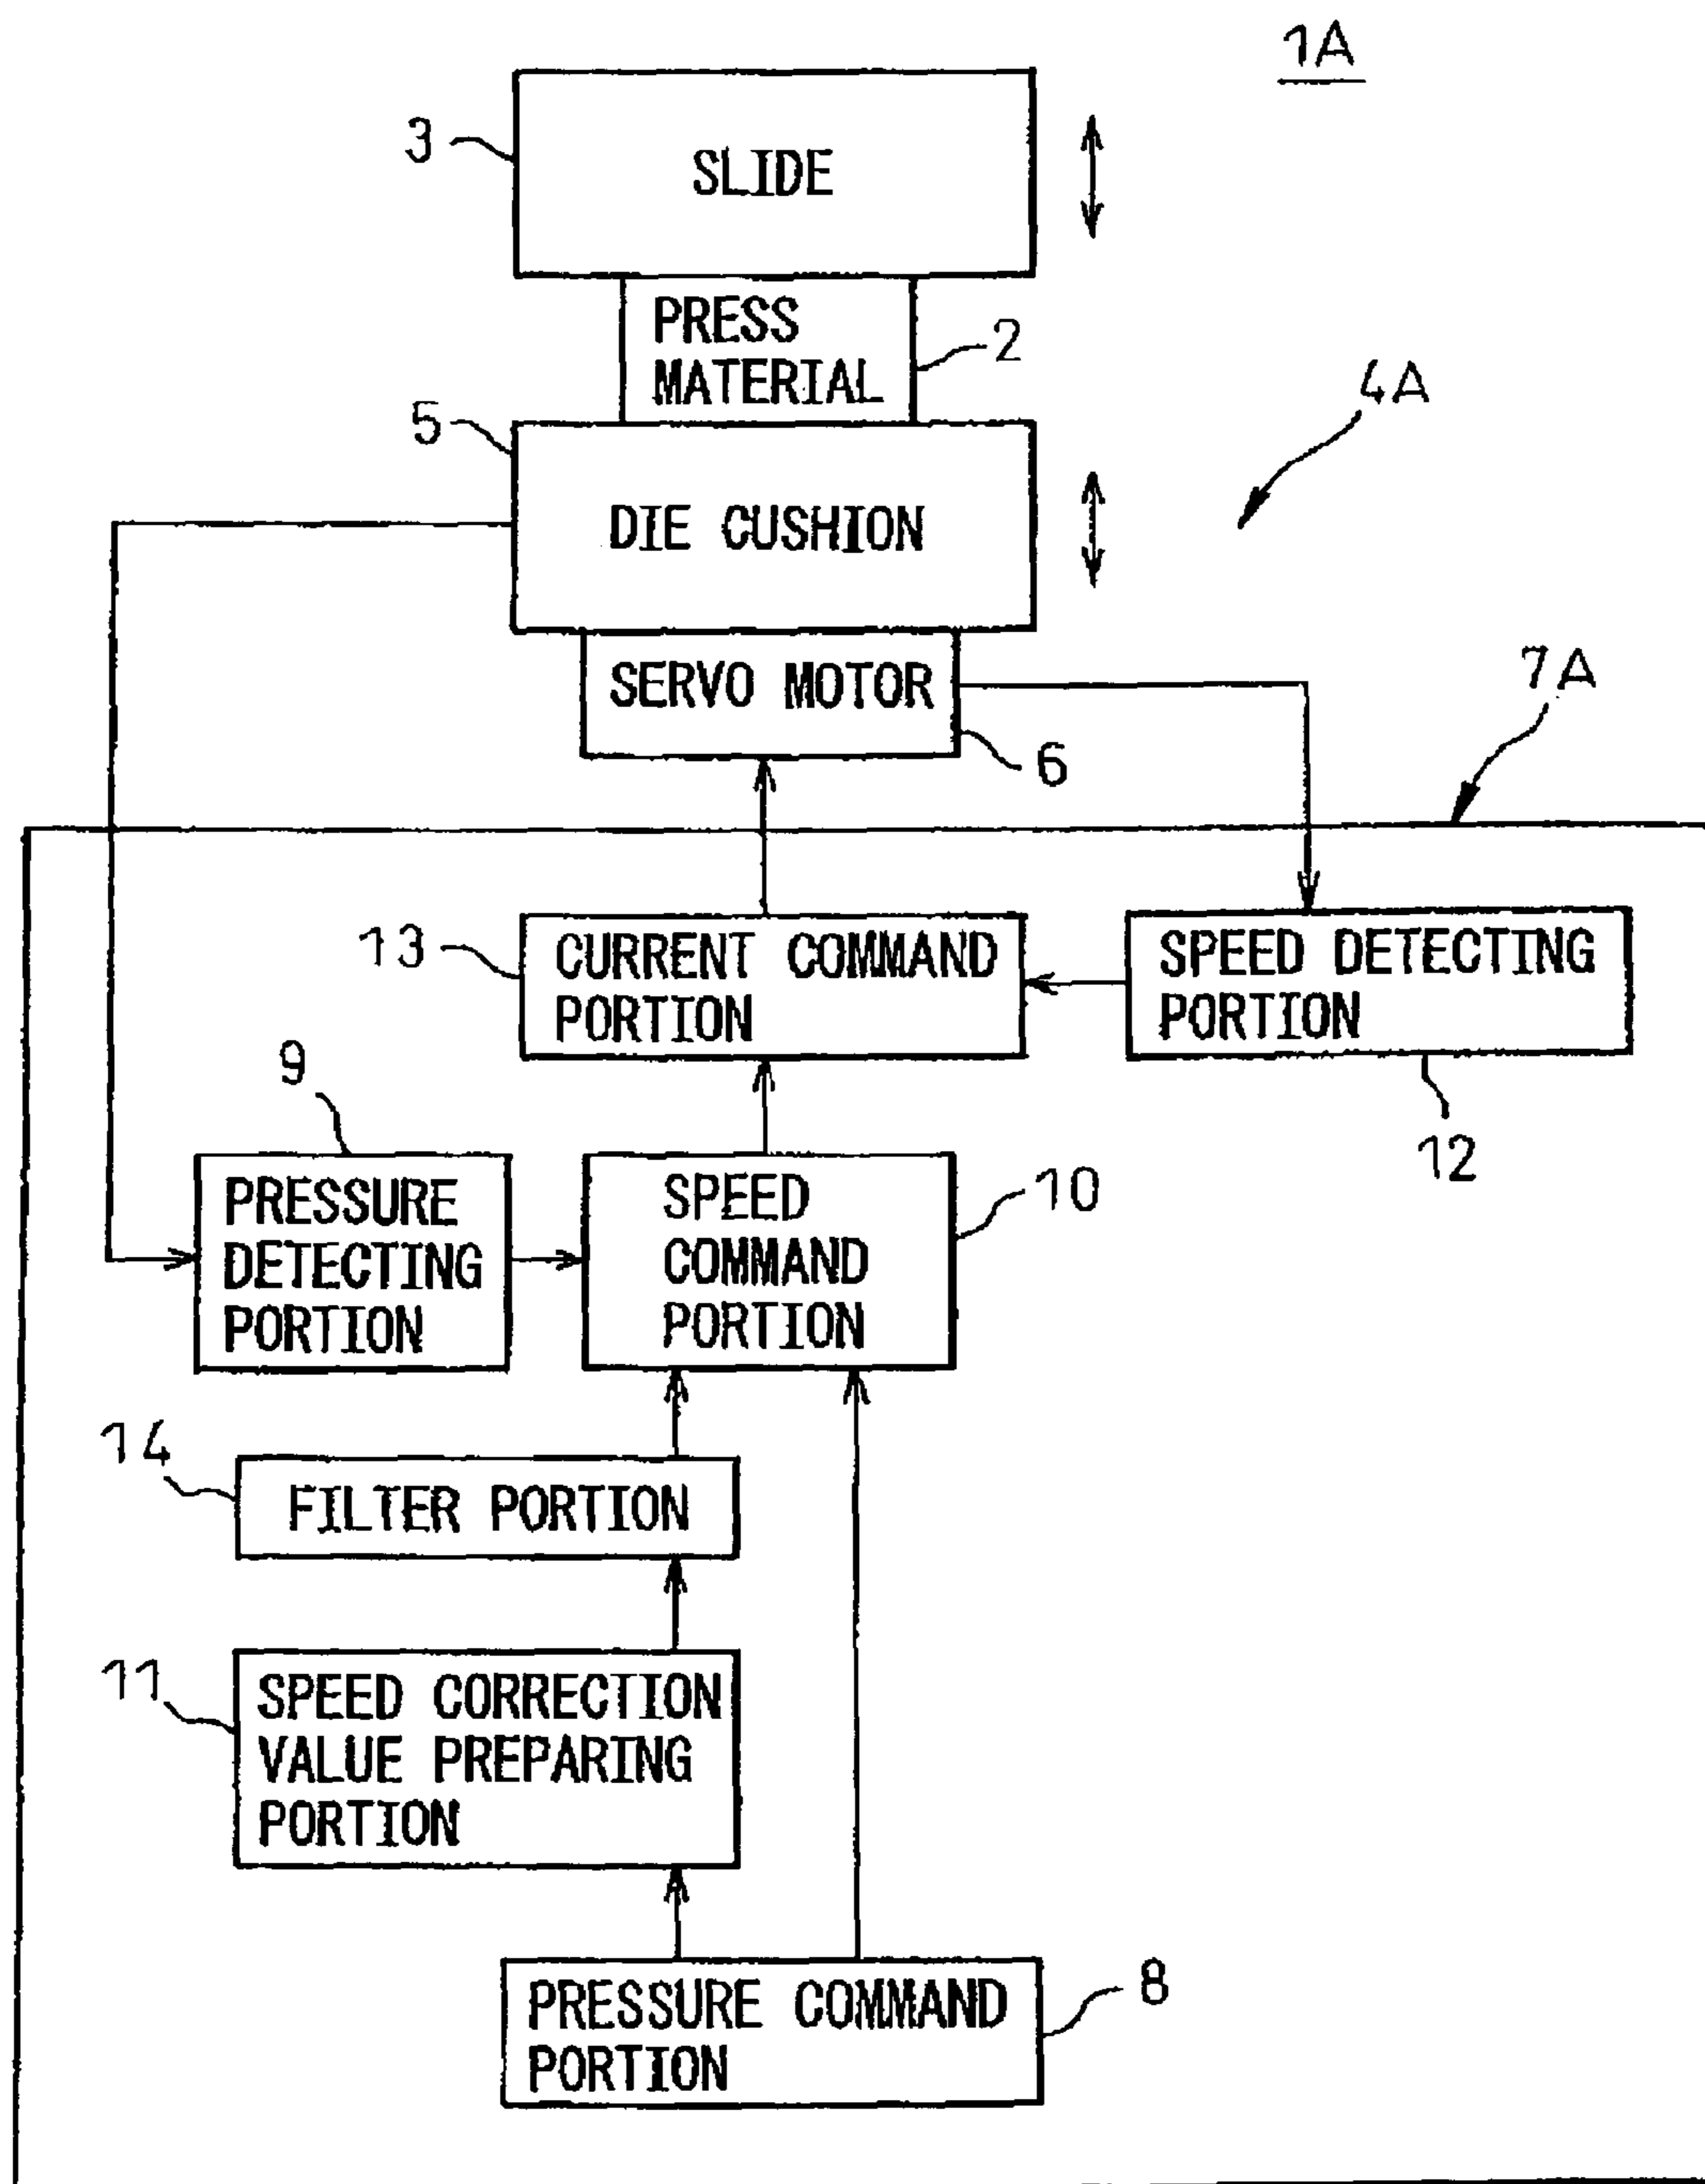 1A
3
SLIDE
PRESS
MATERIAL
2
4A
5
DIE CUSHION
SERVO MOTOR
6
7A
13
CURRENT COMMAND
PORTION
SPEED DETECTING
PORTION
12
9
PRESSURE
DETECTING
PORTION
SPEED
COMMAND
PORTION
10
14
FILTER PORTION
11
SPEED CORRECTION
VALUE PREPARING
PORTION
PRESSURE COMMAND
PORTION
8